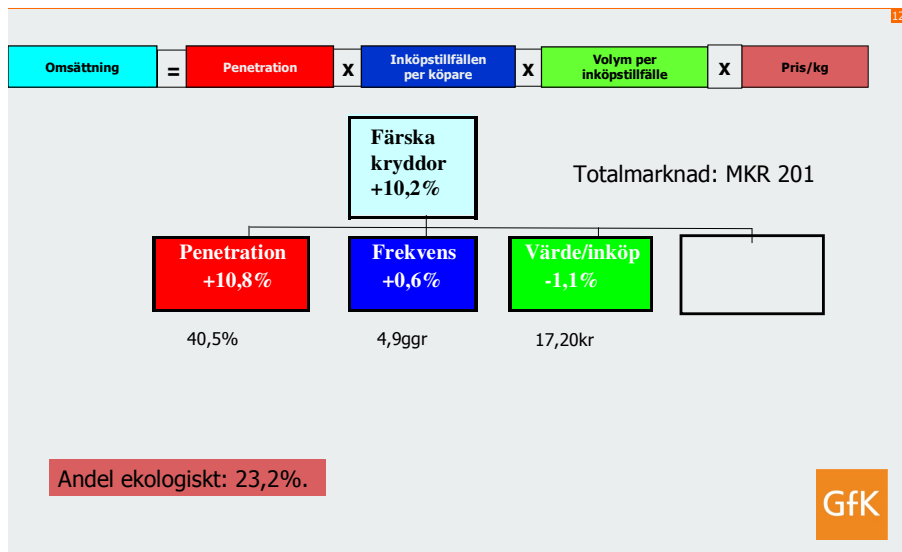 12
Omsättning = Penetration X Inköpstillfällen per köpare X Volym per inköpstillfälle X Pris/kg
Färska
kryddor
+10,2%
Totalmarknad: MKR 201
Penetration
+10,8%
Frekvens
+0,6%
Värde/inköp
-1,1%
40,5%
4,9ggr
17,20kr
Andel ekologiskt: 23,2%.
GfK